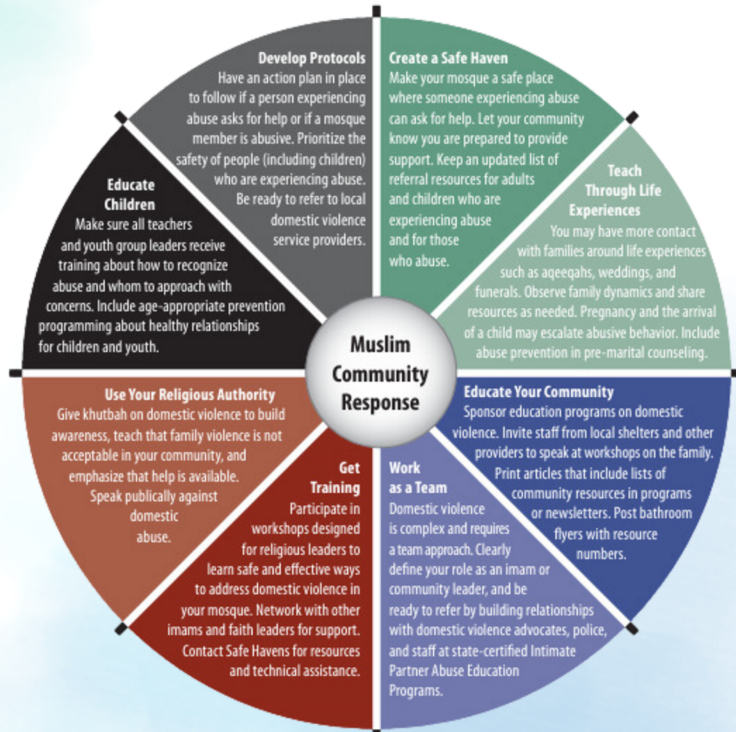 Develop Protocols
Have an action plan in place
to follow if a person experiencing
abuse asks for help or if a mosque
member is abusive. Prioritize the
safety of people (including children)
who are experiencing abuse.
Be ready to refer to local
domestic violence
service providers.
Create a Safe Haven
Make your mosque a safe place
where someone experiencing abuse
can ask for help. Let your community
know you are prepared to provide
support. Keep an updated list of
referral resources for adults
and children who are
experiencing abuse
and for those
who abuse.
Teach
Through Life
Experiences
You may have more contact
with families around life experiences
such as aqeeqahs, weddings, and
funerals. Observe family dynamics and share
resources as needed. Pregnancy and the arrival
of a child may escalate abusive behavior. Include
abuse prevention in pre-marital counseling.
Educate Your Community
Sponsor education programs on domestic
violence. Invite staff from local shelters and other
providers to speak at workshops on the family.
Print articles that include lists of
community resources in programs
or newsletters. Post bathroom
flyers with resource
numbers.
Work
as a Team
Domestic violence
is complex and requires
a team approach. Clearly
define your role as an imam or
community leader, and be
ready to refer by building relationships
with domestic violence advocates, police,
and staff at state-certified Intimate
Partner Abuse Education
Programs.
Get
Training
Participate in
workshops designed
for religious leaders to
learn safe and effective ways
to address domestic violence in
your mosque. Network with other
imams and faith leaders for support.
Contact Safe Havens for resources
and technical assistance.
Use Your Religious Authority
Give khutbah on domestic violence to build
awareness, teach that family violence is not
acceptable in your community, and
emphasize that help is available.
Speak publically against
domestic
abuse.
Educate
Children
Make sure all teachers
and youth group leaders receive
training about how to recognize
abuse and whom to approach with
concerns. Include age-appropriate prevention
programming about healthy relationships
for children and youth.
Muslim
Community
Response